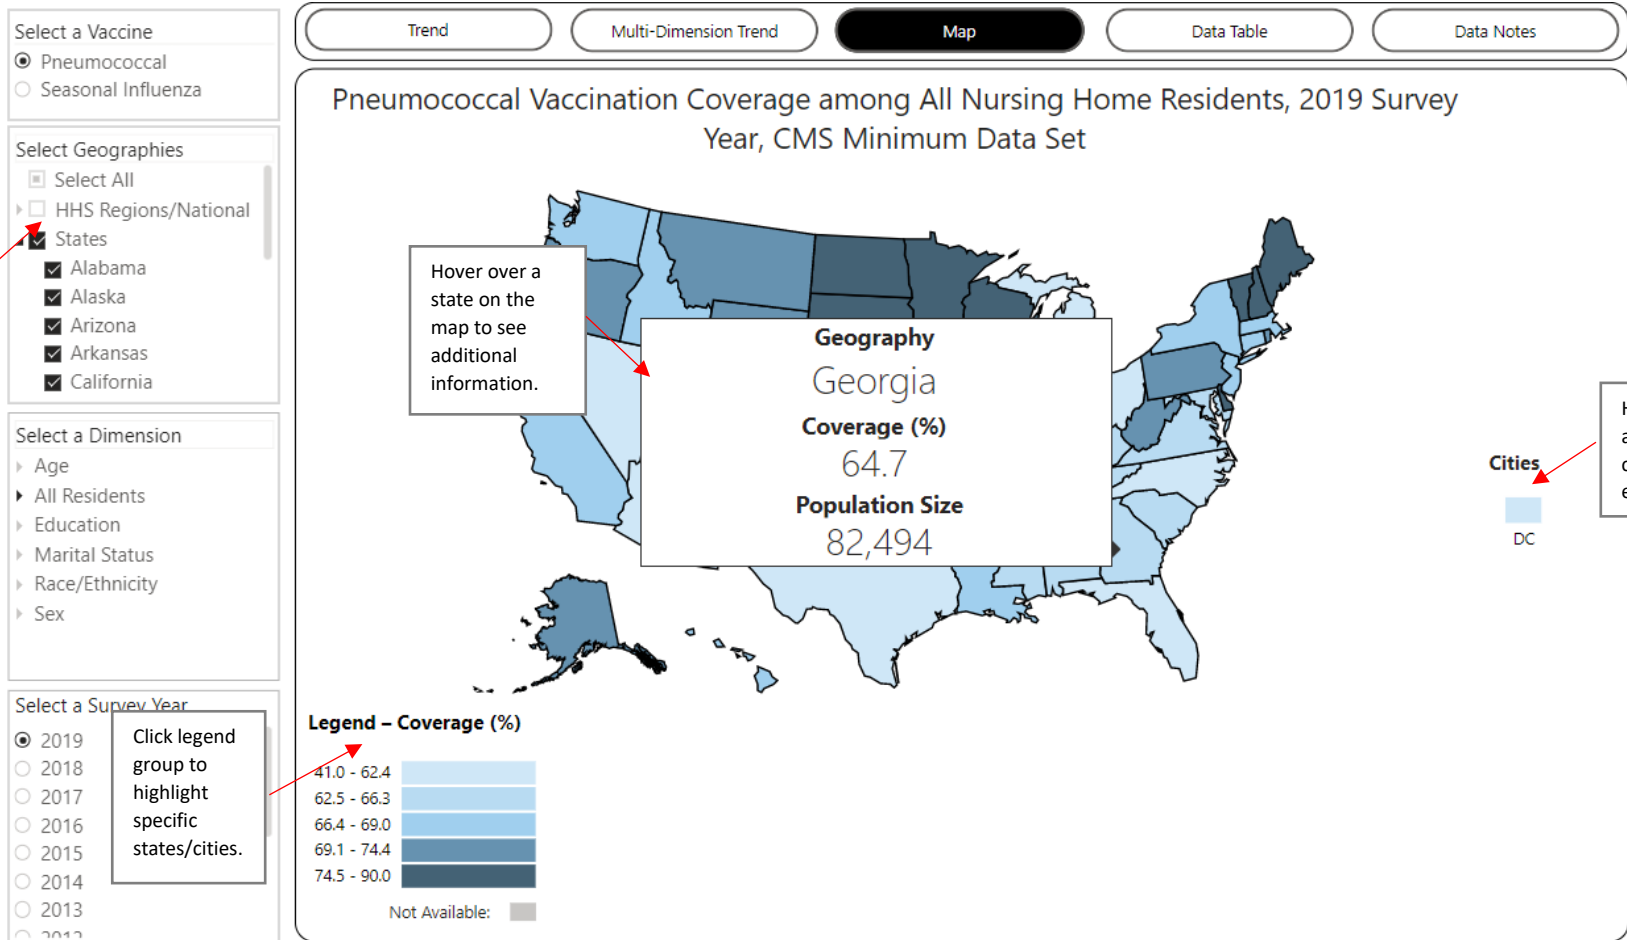 Select a Vaccine
Pneumococcal
Seasonal Influenza
Select Geographies
Select All
HHS Regions/National
States
Alabama
Alaska
Arizona
Arkansas
California
Select a Dimension
Age
All Residents
Education
Marital Status
Race/Ethnicity
Sex
Select a Survey Year
2019
2018
2017
2016
2015
2014
2013
2012
Click legend
group to
highlight
specific
states/cities.
Trend
Multi-Dimension Trend
Map
Data Table
Data Notes
Pneumococcal Vaccination Coverage among All Nursing Home Residents, 2019 Survey
Year, CMS Minimum Data Set
Hover over a
state on the
map to see
additional
information.
Geography
Georgia
Coverage (%)
64.7
Population Size
82,494
Cities
DC
Legend – Coverage (%)
41.0 - 62.4
62.5 - 66.3
66.4 - 69.0
69.1 - 74.4
74.5 - 90.0
Not Available: